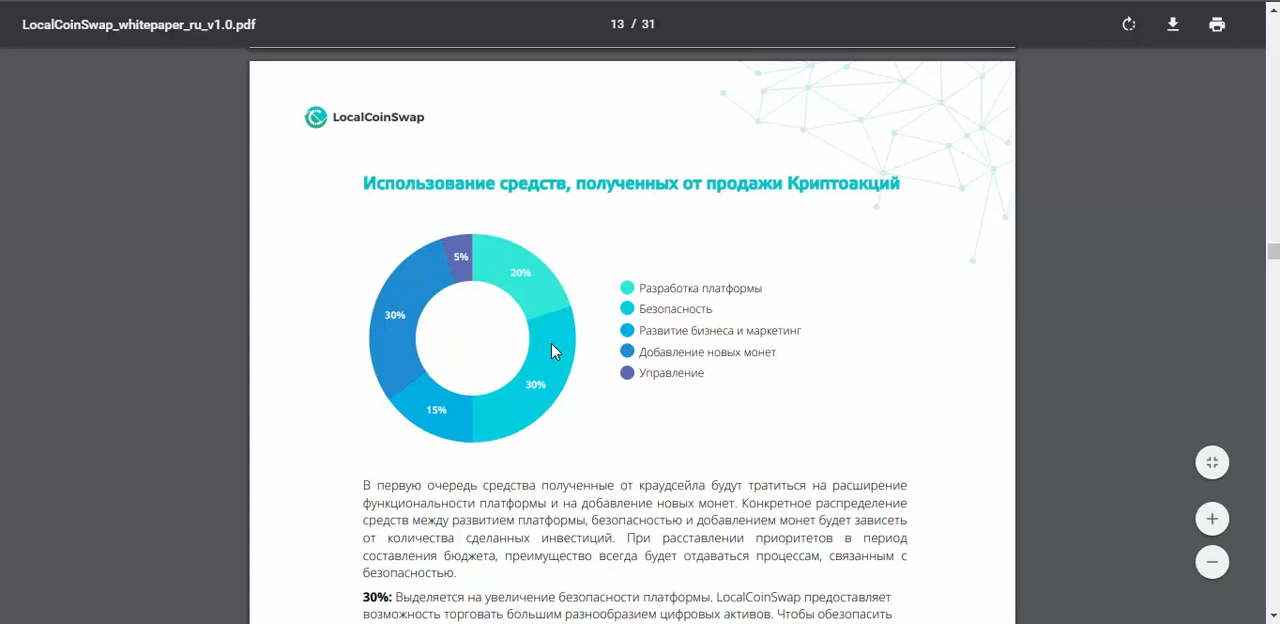 LocalCoinSwap_whitepaper_ru_v1.0.pdf
13 / 31
LocalCoinSwap
Использование средств, полученных от продажи Криптоакций
5%
20%
30%
30%
15%
Разработка платформы
Безопасность
Развитие бизнеса и маркетинг
Добавление новых монет
Управление
В первую очередь средства полученные от краудсейла будут тратиться на расширение
функциональности платформы и на добавление новых монет. Конкретное распределение
средств между развитием платформы, безопасностью и добавлением монет будет зависеть
от количества сделанных инвестиций. При расставлении приоритетов в период
составления бюджета, преимущество всегда будет отдаваться процессам, связанным с
безопасностью.
30%: Выделяется на увеличение безопасности платформы. LocalCoinSwap предоставляет
возможность торговать большим разнообразием цифровых активов. Чтобы обезопасить